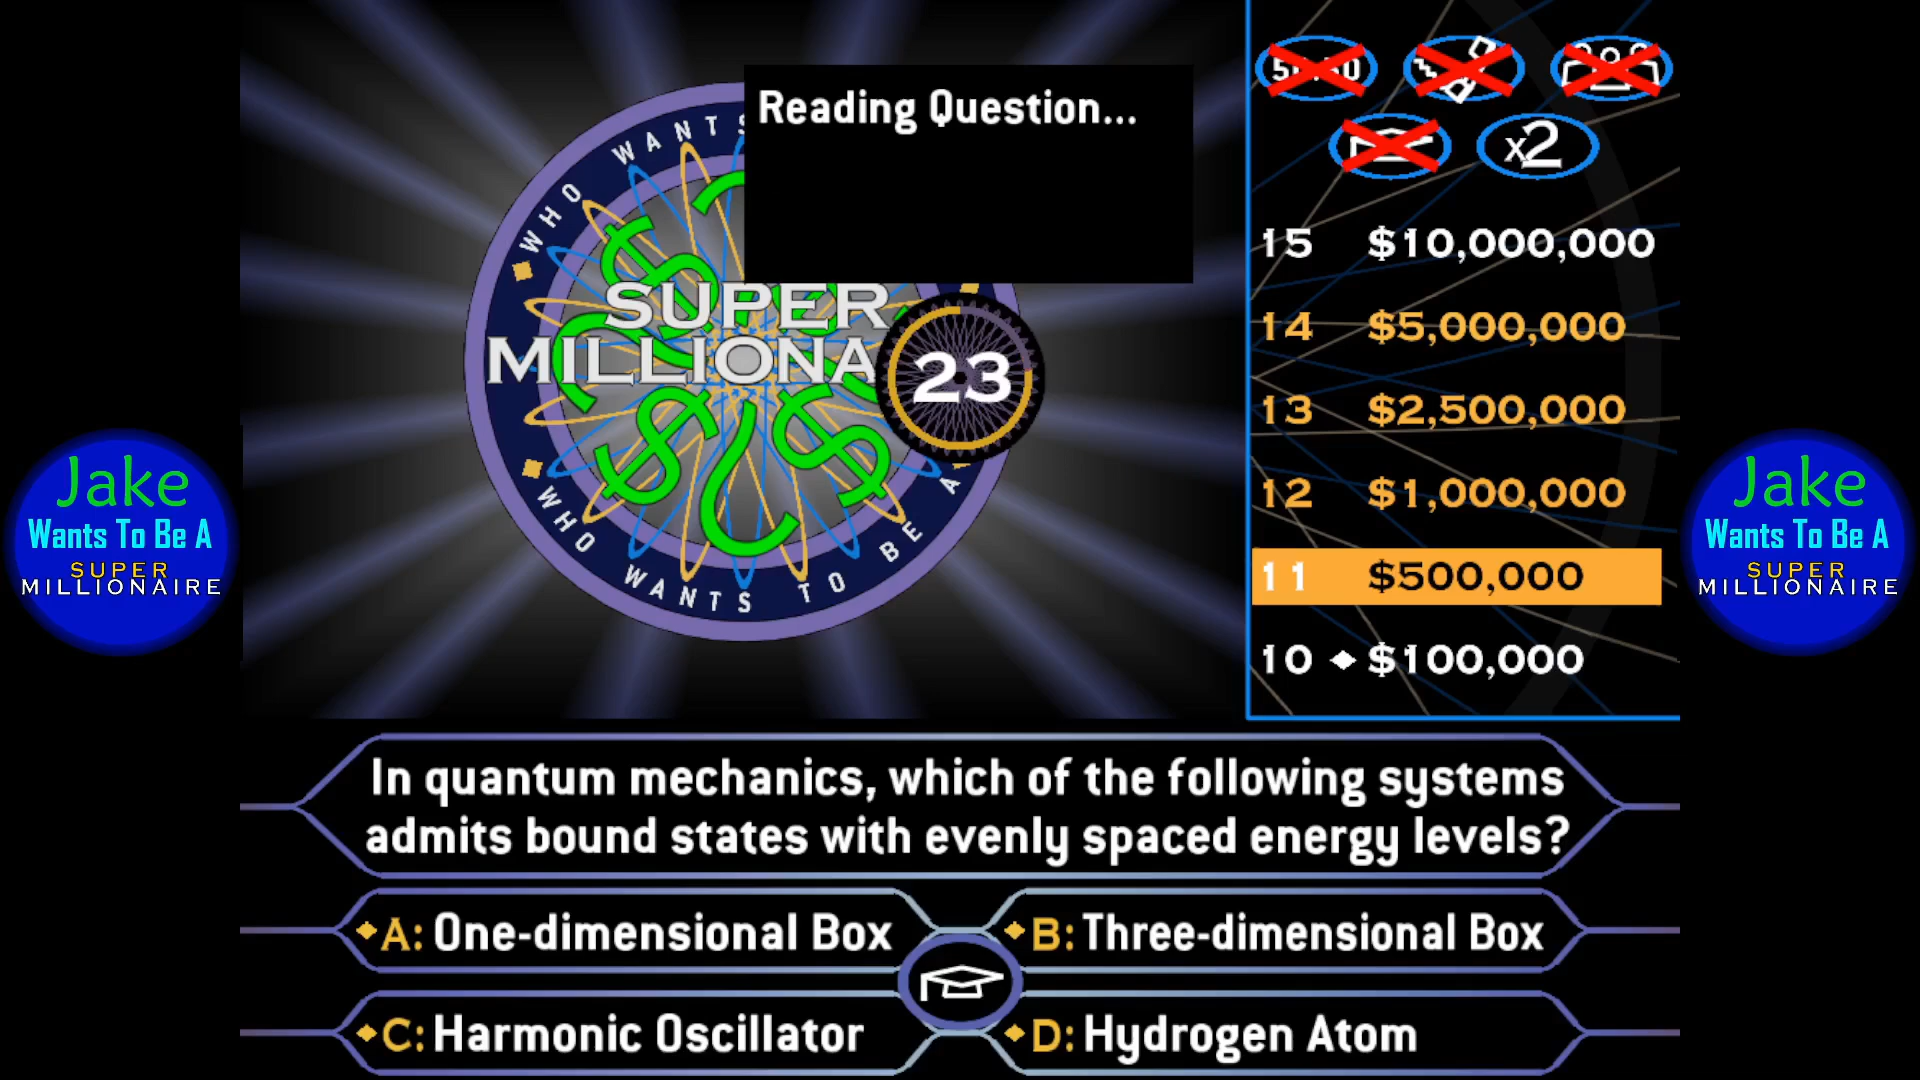 Reading Question...
WHO WANTS
SUPER
MILLIONA
WHO WANTS TO BE A
23
x2
15 $10,000,000
14 $5,000,000
13 $2,500,000
12 $1,000,000
11 $500,000
10 ◆ $100,000
Jake
Wants To Be A
SUPER
MILLIONAIRE
Jake
Wants To Be A
SUPER
MILLIONAIRE
In quantum mechanics, which of the following systems
admits bound states with evenly spaced energy levels?
◆A: One-dimensional Box
◆B: Three-dimensional Box
◆C: Harmonic Oscillator
◆D: Hydrogen Atom